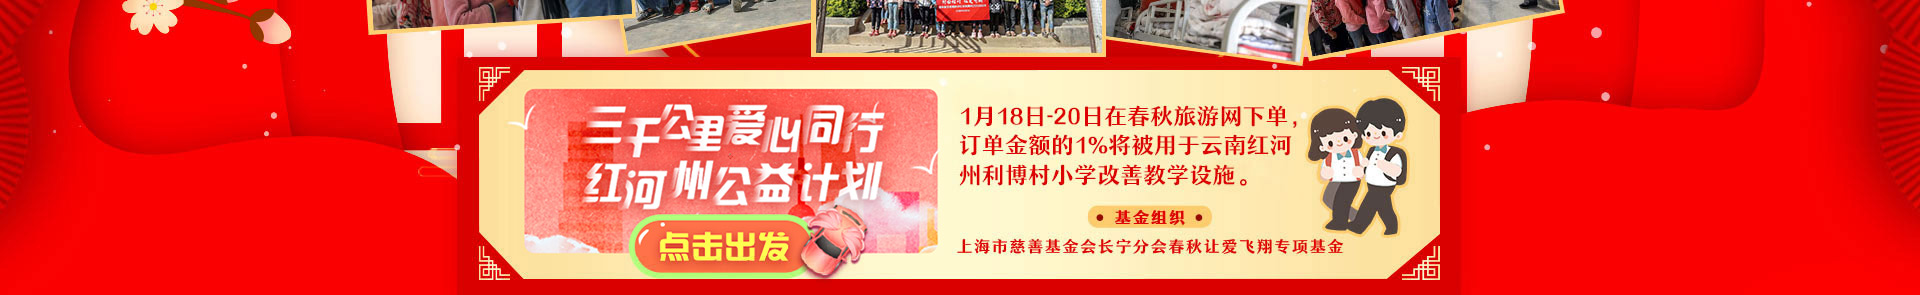 三千公里爱心同行
红河州公益计划
点击出发
1月18日-20日在春秋旅游网下单，
订单金额的1%将被用于云南红河
州利博村小学改善教学设施。
基金组织
上海市慈善基金会长宁分会春秋让爱飞翔专项基金